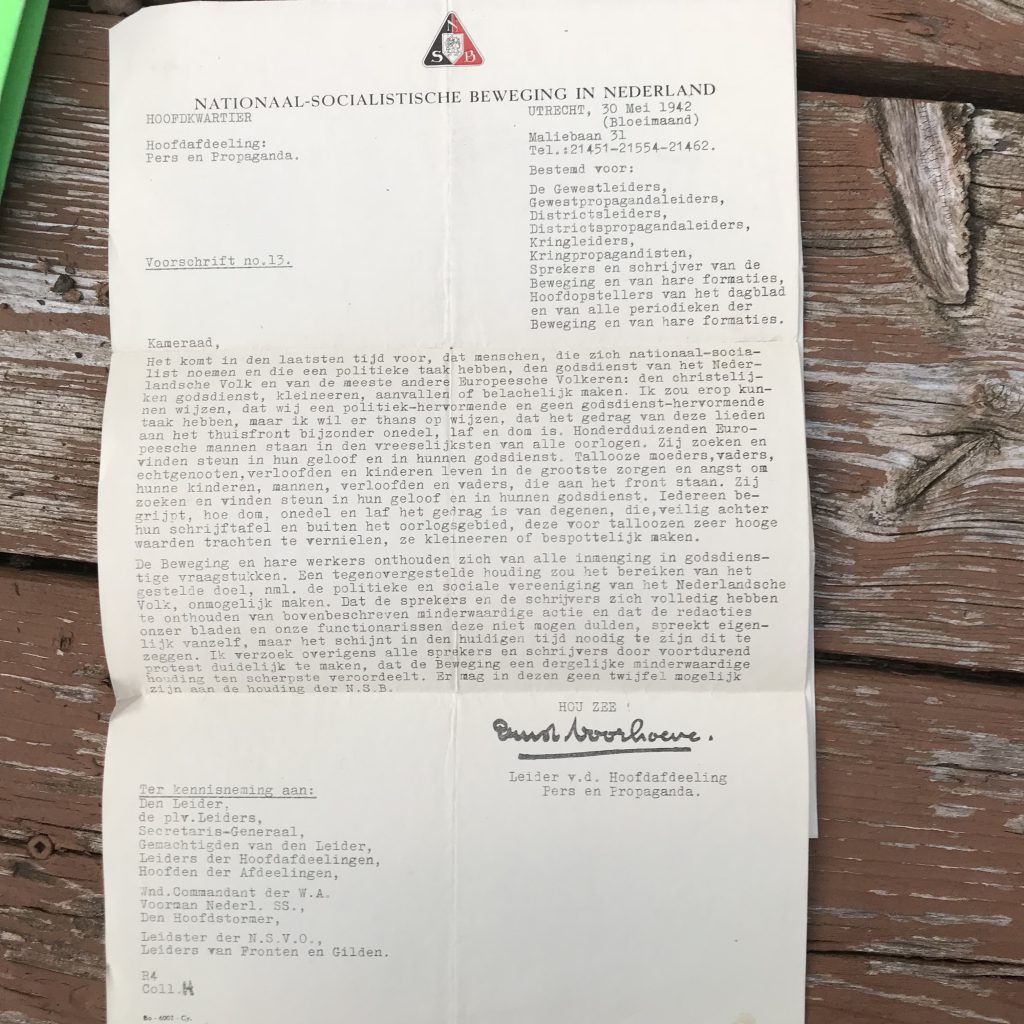 N
S B
NATIONAAL-SOCIALISTISCHE BEWEGING IN NEDERLAND
HOOFDKWARTIER
Hoofdafdeeling:
Pers en Propaganda.
UTRECHT, 30 Mei 1942
(Bloeimaand)
Maliebaan 31
Tel.:21451-21554-21462.
Bestemd voor:
De Gewestleiders,
Gewestpropagandaleiders,
Districtsleiders,
Districtspropagandaleiders,
Kringleiders,
Kringpropagandisten,
Sprekers en schrijver van de
Beweging en van hare formaties,
Hoofdopstellers van het dagblad
en van alle periodieken der
Beweging en van hare formaties.
Voorschrift no.13.
Kameraad,
Het komt in den laatsten tijd voor, dat menschen, die zich nationaal-socia-
list noemen en die een politieke taak hebben, den godsdienst van het Neder-
landsche Volk en van de meeste andere Europeesche Volkeren: den christelij-
ken godsdienst, kleineeren, aanvallen of belachelijk maken. Ik zou erop kun-
nen wijzen, dat wij een politiek-hervormende en geen godsdienst-hervormende
taak hebben, maar ik wil er thans op wijzen, dat het gedrag van deze lieden
aan het thuisfront bijzonder onedel, laf en dom is. Honderdduizenden Euro-
peesche mannen staan in den vreeselijksten van alle oorlogen. Zij zoeken en
vinden steun in hun geloof en in hunnen godsdienst. Tallooze moeders,vaders,
echtgenooten,verloofden en kinderen leven in de grootste zorgen en angst om
hunne kinderen, mannen, verloofden en vaders, die aan het front staan. Zij
zoeken en vinden steun in hun geloof en in hunnen godsdienst. Iedereen be-
grijpt, hoe dom, onedel en laf het gedrag is van degenen, die,veilig achter
hun schrijftafel en buiten het oorlogsgebied, deze voor talloozen zeer hooge
waarden trachten te vernielen, ze kleineeren of bespottelijk maken.
De Beweging en hare werkers onthouden zich van alle inmenging in godsdiens-
tige vraagstukken. Een tegenovergestelde houding zou het bereiken van het
gestelde doel, nml. de politieke en sociale vereeniging van het Nederlandsche
Volk, onmogelijk maken. Dat de sprekers en de schrijvers zich volledig hebben
te onthouden van bovenbeschreven minderwaardige actie en dat de redacties
onzer bladen en onze functionarissen deze niet mogen dulden, spreekt eigen-
lijk vanzelf, maar het schijnt in den huidigen tijd noodig te zijn dit te
zeggen. Ik verzoek overigens alle sprekers en schrijvers door voortdurend
protest duidelijk te maken, dat de Beweging een dergelijke minderwaardige
houding ten scherpste veroordeelt. Er mag in dezen geen twijfel mogelijk
zijn aan de houding der N.S.B.
HOU ZEE !
Ernst Voorhoeve.
Leider v.d. Hoofdafdeeling
Pers en Propaganda.
Ter kennisneming aan:
Den Leider,
de plv.Leiders,
Secretaris-Generaal,
Gemachtigden van den Leider,
Leiders der Hoofdafdeelingen,
Hoofden der Afdeelingen,
Wnd.Commandant der W.A.
Voorman Nederl. SS.,
Den Hoofdstormer,
Leidster der N.S.V.O.,
Leiders van Fronten en Gilden.
B4
Coll.H
Bo - 6002 - Cy.